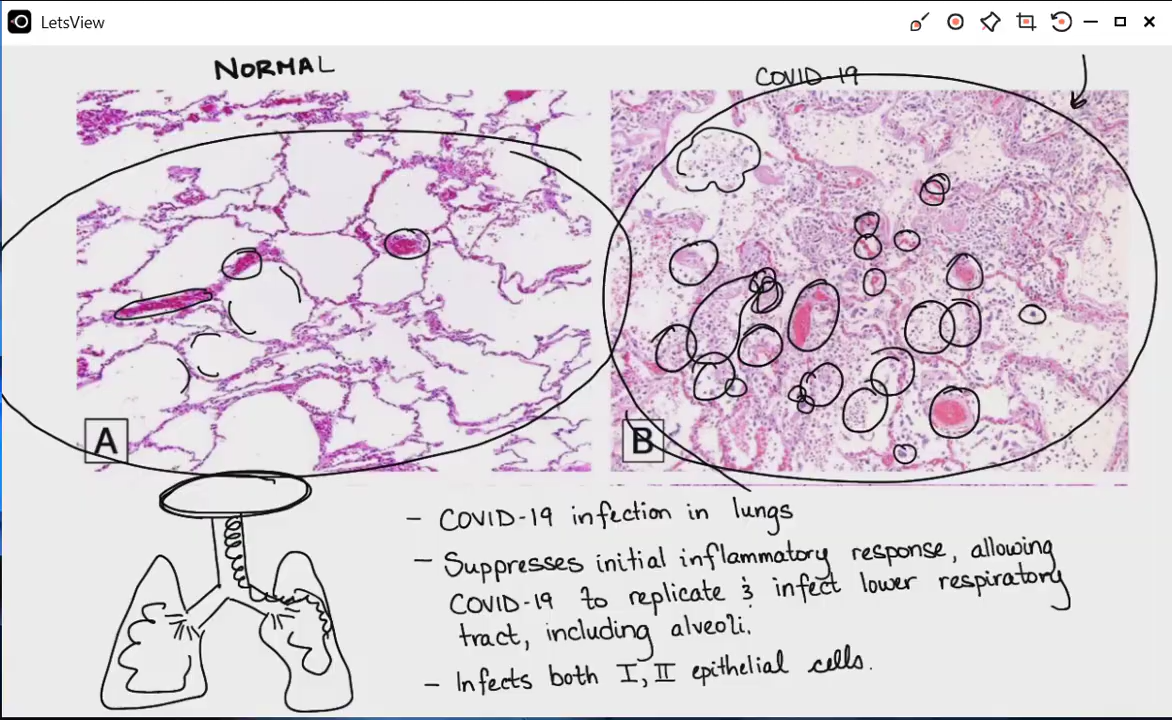 LetsView
NORMAL
COVID-19
A
B
- COVID-19 infection in lungs
- Suppresses initial inflammatory response, allowing
COVID-19 to replicate & infect lower respiratory
tract, including alveoli.
- Infects both I, II epithelial cells.